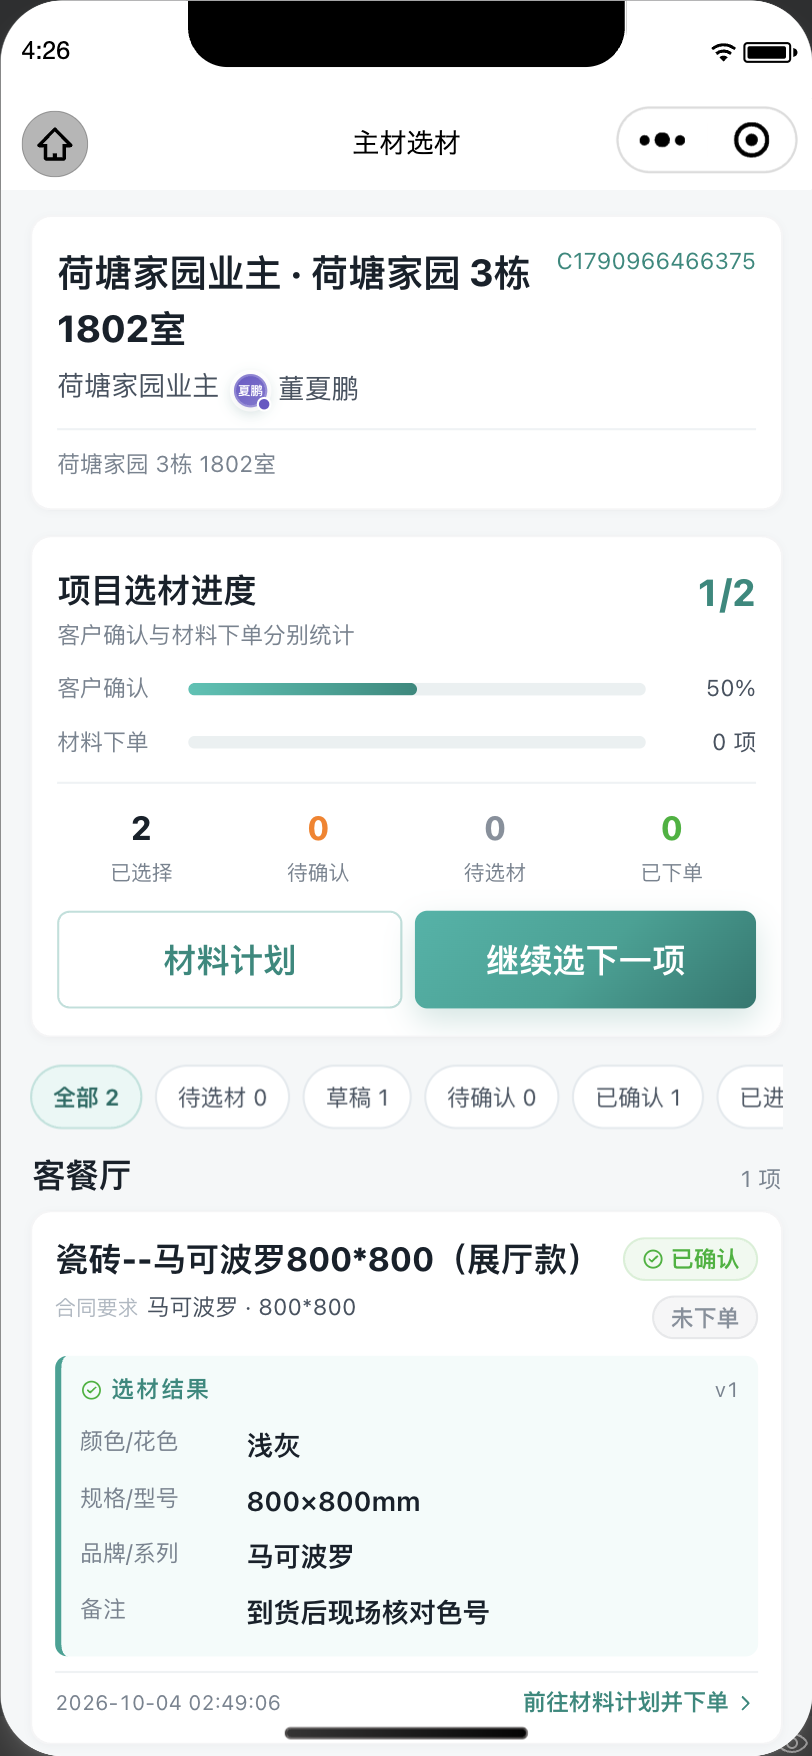 4:26
主材选材
荷塘家园业主 · 荷塘家园 3栋
1802室
C1790966466375
荷塘家园业主 夏鹏 董夏鹏
荷塘家园 3栋 1802室
项目选材进度
1/2
客户确认与材料下单分别统计
客户确认 50%
材料下单 0 项
2 0 0 0
已选择 待确认 待选材 已下单
材料计划 继续选下一项
全部 2 待选材 0 草稿 1 待确认 0 已确认 1 已进
客餐厅 1 项
瓷砖--马可波罗800*800（展厅款） 已确认
合同要求 马可波罗 · 800*800
未下单
选材结果 v1
颜色/花色 浅灰
规格/型号 800×800mm
品牌/系列 马可波罗
备注 到货后现场核对色号
2026-10-04 02:49:06 前往材料计划并下单